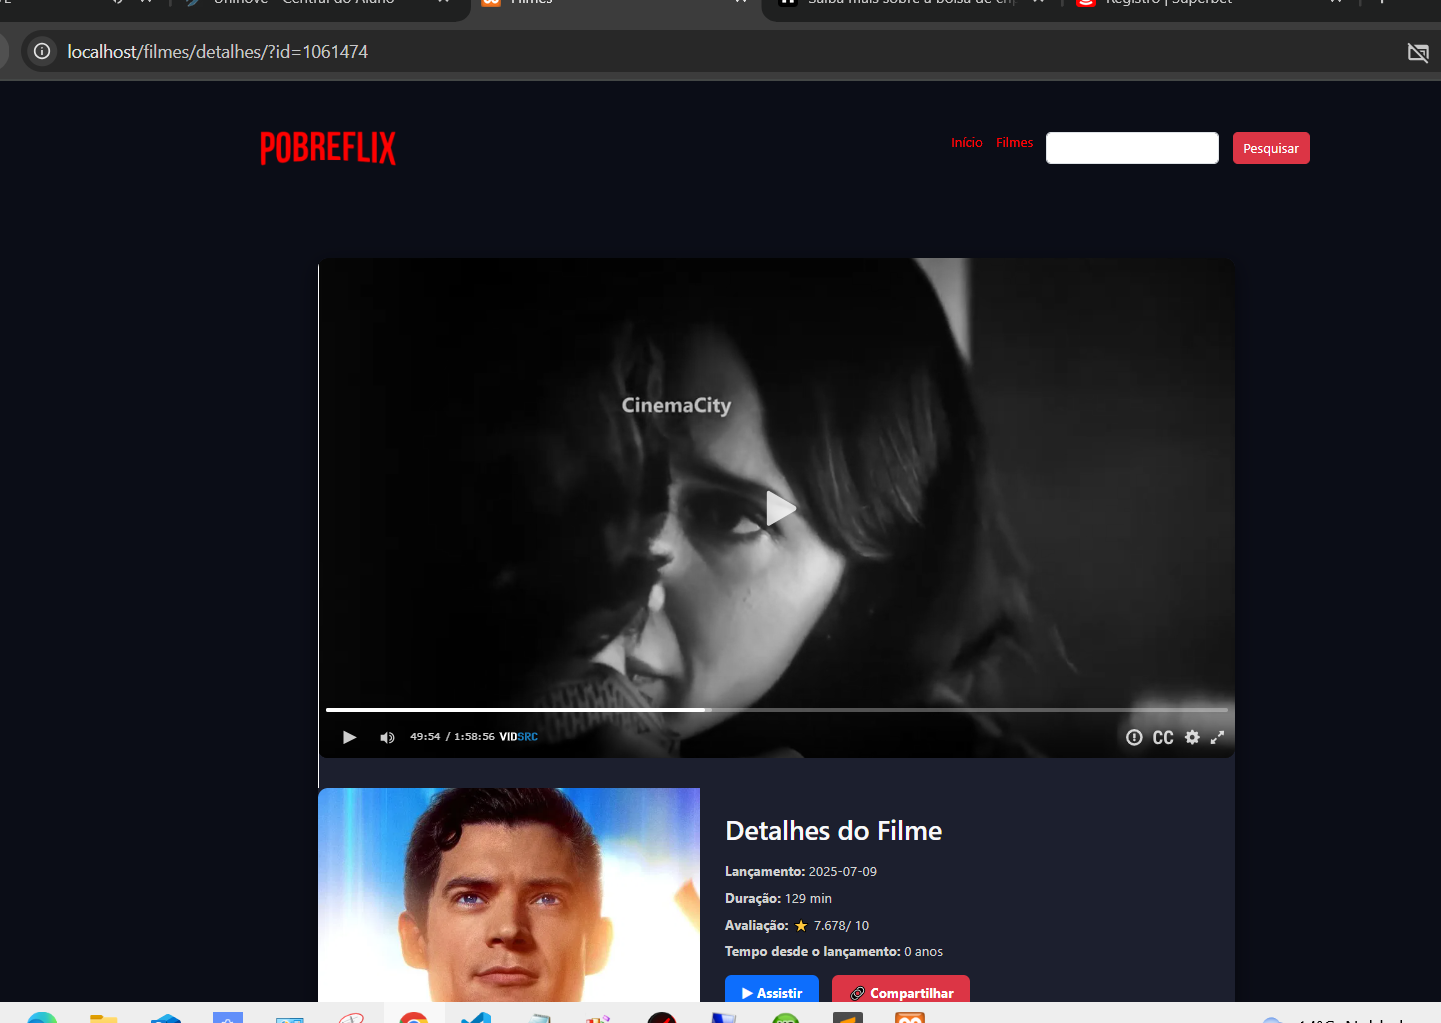 Uninove - Central do Aluno
Filmes
Saiba mais sobre a bolsa de
Registro | Superbet
localhost/filmes/detalhes/?id=1061474
POBREFLIX
Início
Filmes
Pesquisar
CinemaCity
49:54 / 1:58:56 VIDSRC
CC
Detalhes do Filme
Lançamento: 2025-07-09
Duração: 129 min
Avaliação: ⭐ 7.678/ 10
Tempo desde o lançamento: 0 anos
▶ Assistir
🔗 Compartilhar